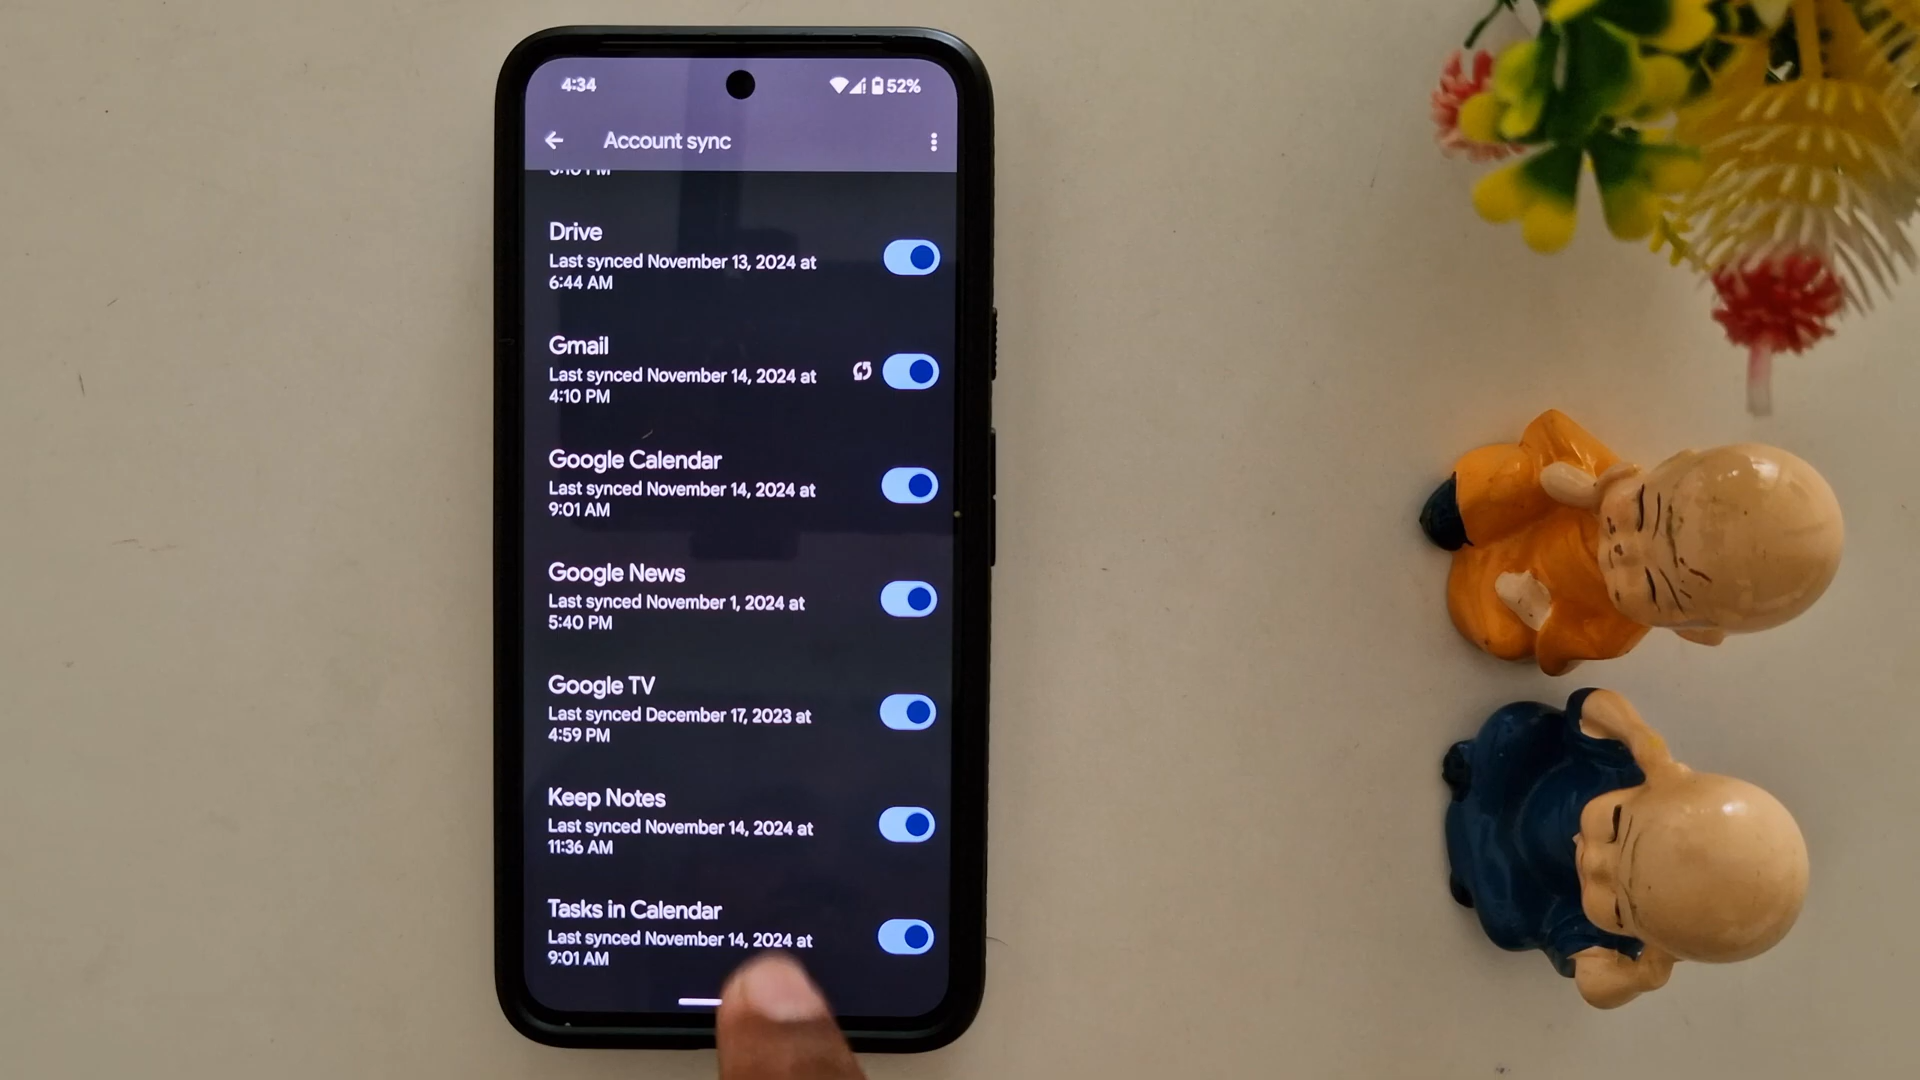 4:34
52%
Account sync
Drive
Last synced November 13, 2024 at
6:44 AM
Gmail
Last synced November 14, 2024 at
4:10 PM
Google Calendar
Last synced November 14, 2024 at
9:01 AM
Google News
Last synced November 1, 2024 at
5:40 PM
Google TV
Last synced December 17, 2023 at
4:59 PM
Keep Notes
Last synced November 14, 2024 at
11:36 AM
Tasks in Calendar
Last synced November 14, 2024 at
9:01 AM